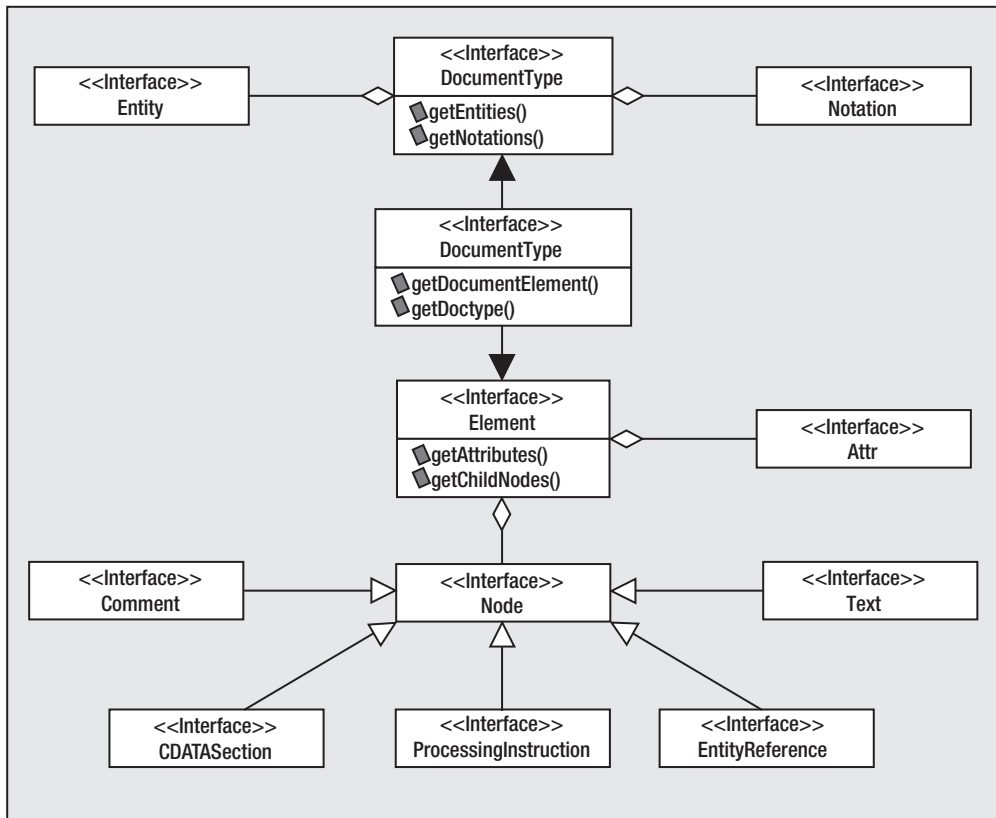 <<Interface>>
DocumentType
getEntities()
getNotations()
<<Interface>>
Entity
<<Interface>>
Notation
<<Interface>>
DocumentType
getDocumentElement()
getDoctype()
<<Interface>>
Element
getAttributes()
getChildNodes()
<<Interface>>
Attr
<<Interface>>
Comment
<<Interface>>
Node
<<Interface>>
Text
<<Interface>>
CDATASection
<<Interface>>
ProcessingInstruction
<<Interface>>
EntityReference